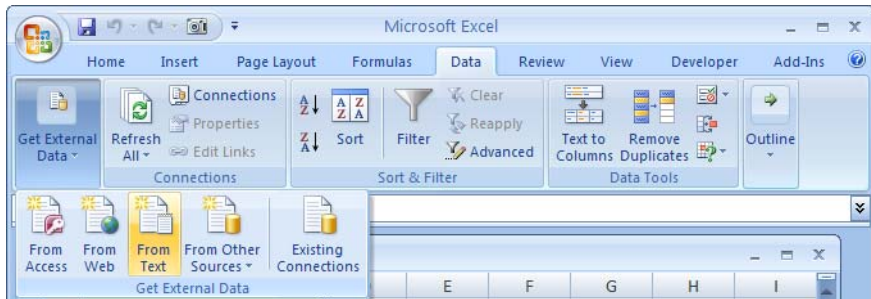 Microsoft Excel
Home Insert Page Layout Formulas Data Review View Developer Add-Ins
Get External Data
Refresh All
Connections
Properties
Edit Links
Connections
A Z
Z A
A Z
Z A
Sort
Filter
Clear
Reapply
Advanced
Sort & Filter
Text to Columns
Remove Duplicates
Data Tools
Outline
From Access
From Web
From Text
From Other Sources
Existing Connections
Get External Data
E F G H I